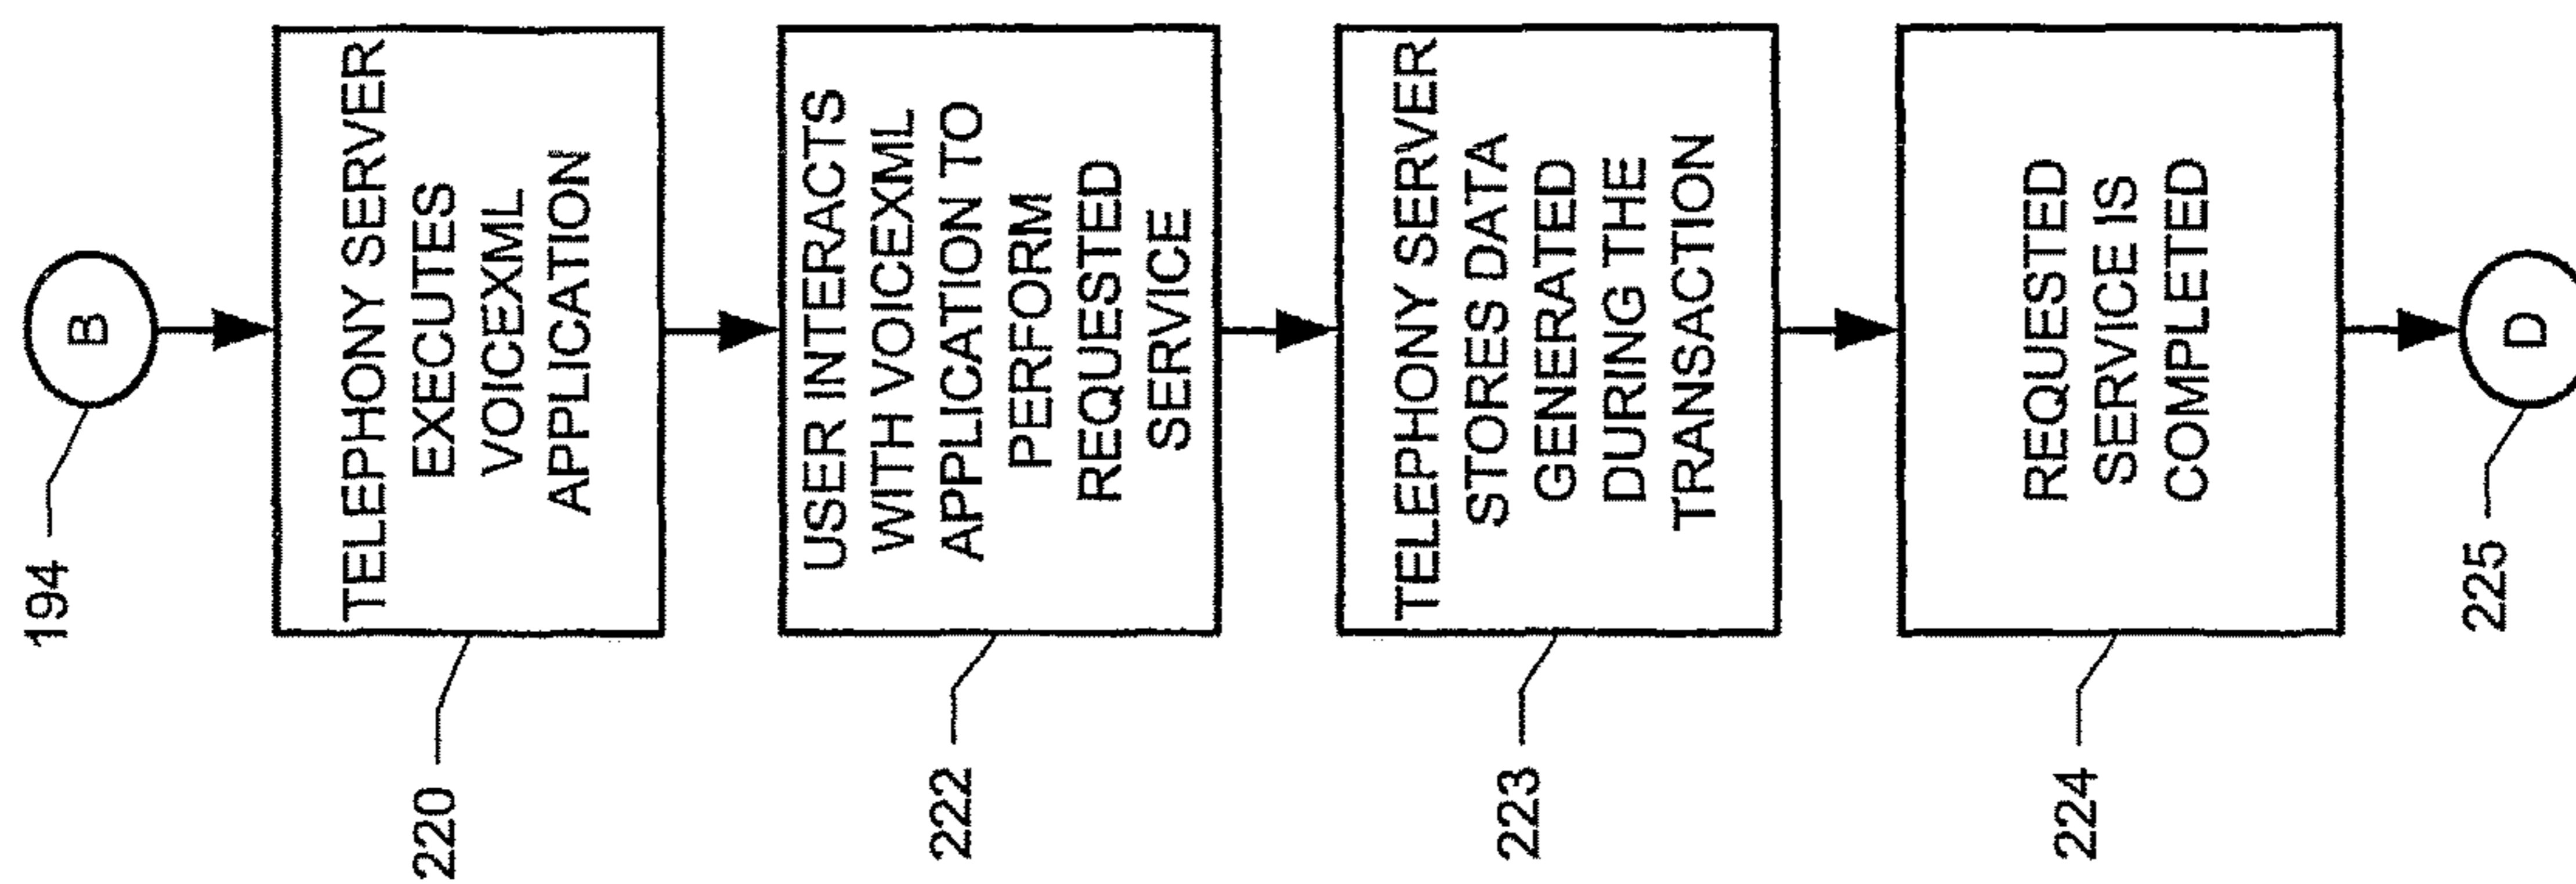 194
B
220
TELEPHONY SERVER
EXECUTES
VOICEXML
APPLICATION
222
USER INTERACTS
WITH VOICEXML
APPLICATION TO
PERFORM
REQUESTED
SERVICE
223
TELEPHONY SERVER
STORES DATA
GENERATED
DURING THE
TRANSACTION
224
REQUESTED
SERVICE IS
COMPLETED
225
D